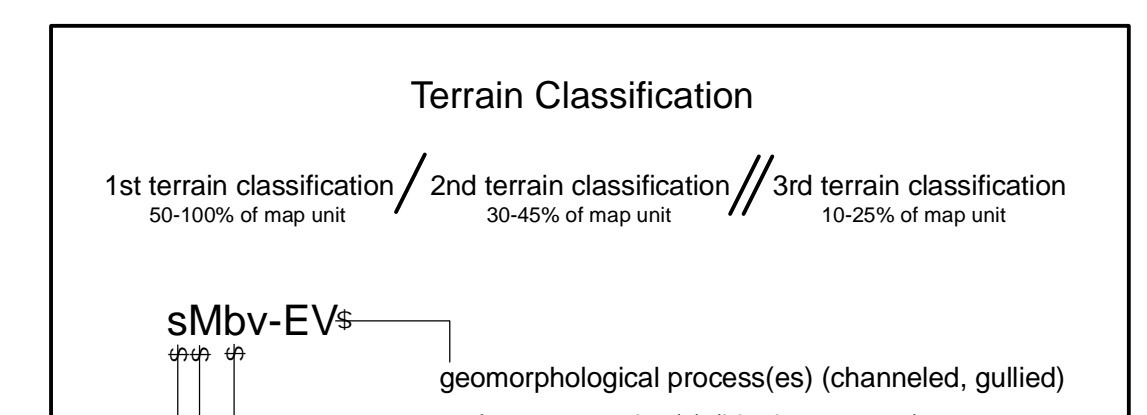 Terrain Classification
1st terrain classification / 2nd terrain classification // 3rd terrain classification
50-100% of map unit 30-45% of map unit 10-25% of map unit
sMbv-EV$
$$ $
geomorphological process(es) (channeled, gullied)